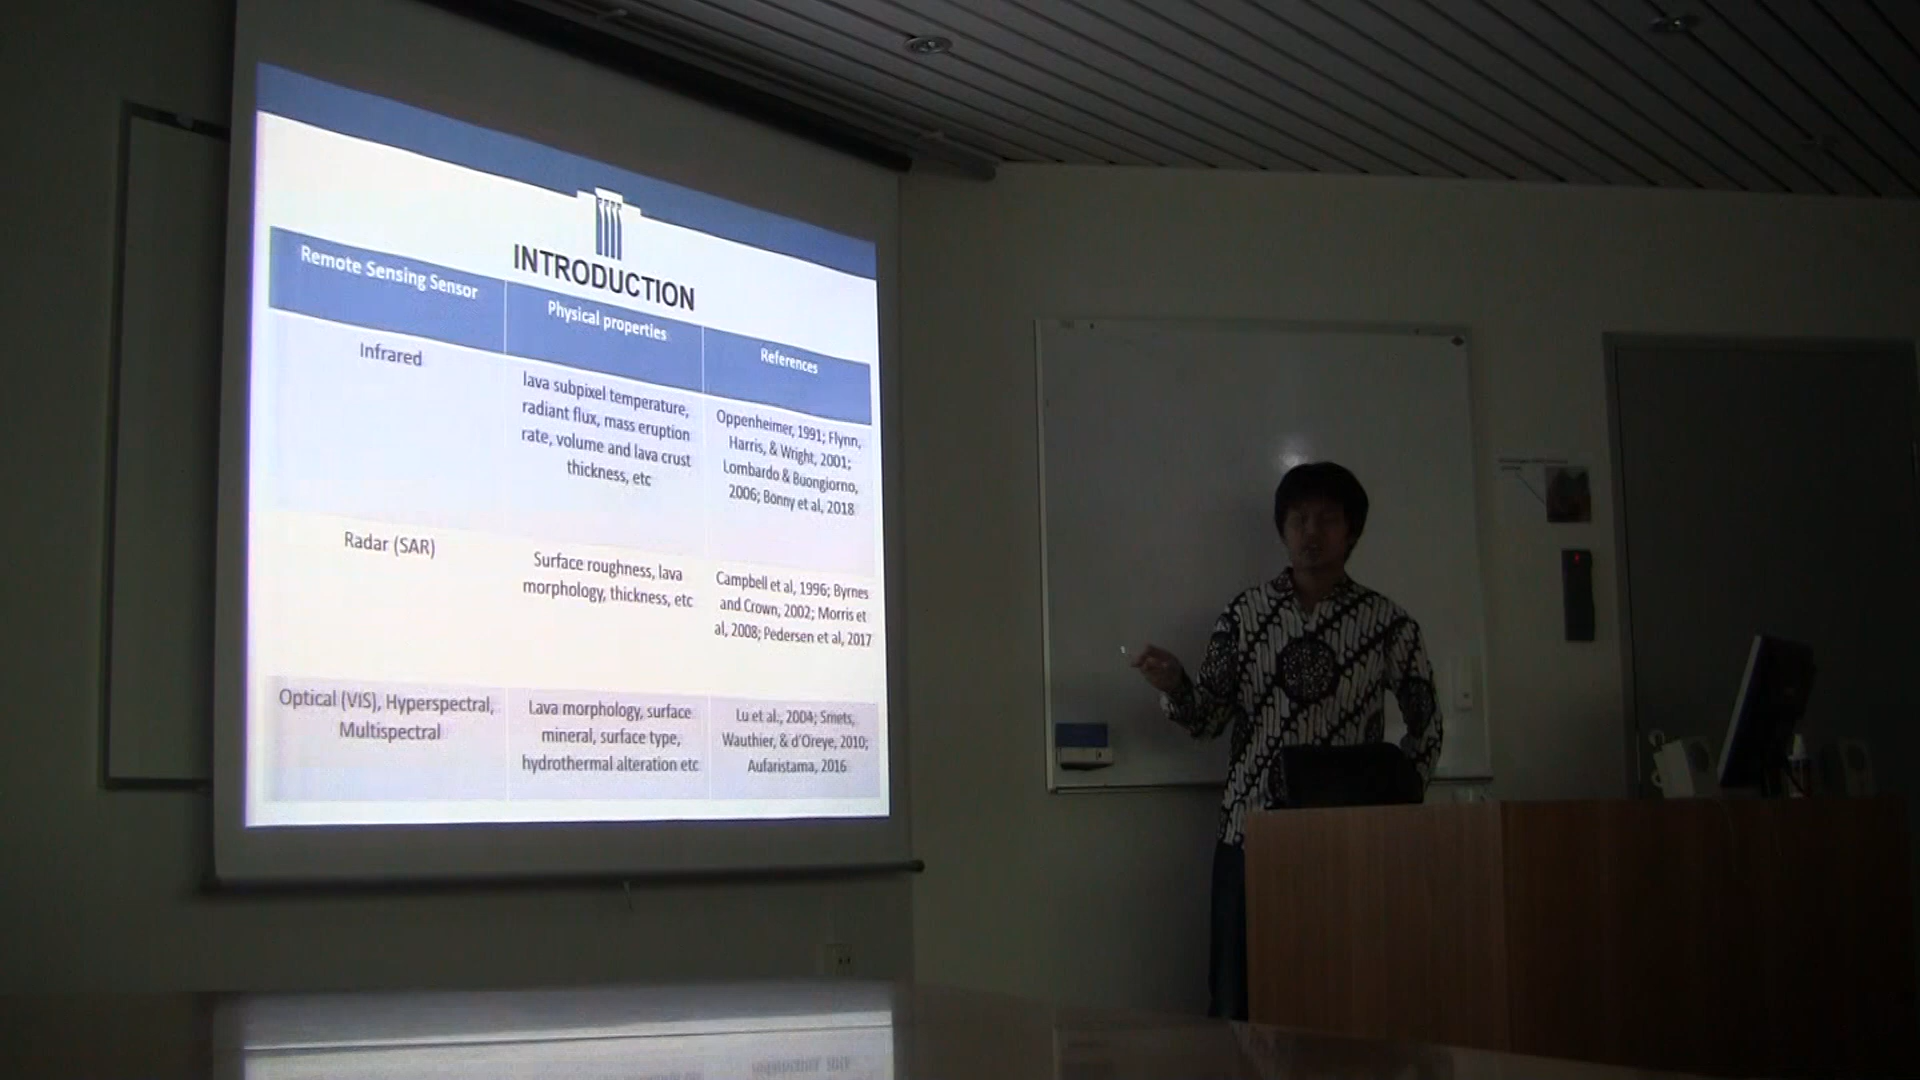 INTRODUCTION
Remote Sensing Sensor
Physical properties
References
Infrared
lava subpixel temperature,
radiant flux, mass eruption
rate, volume and lava crust
thickness, etc
Oppenheimer, 1991; Flynn,
Harris, & Wright, 2001;
Lombardo & Buongiorno,
2006; Bonny et al, 2018
Radar (SAR)
Surface roughness, lava
morphology, thickness, etc
Campbell et al, 1996; Byrnes
and Crown, 2002; Morris et
al, 2008; Pedersen et al, 2017
Optical (VIS), Hyperspectral,
Multispectral
Lava morphology, surface
mineral, surface type,
hydrothermal alteration etc
Lu et al., 2004; Smets,
Wauthier, & d'Oreye, 2010;
Aufaristama, 2016